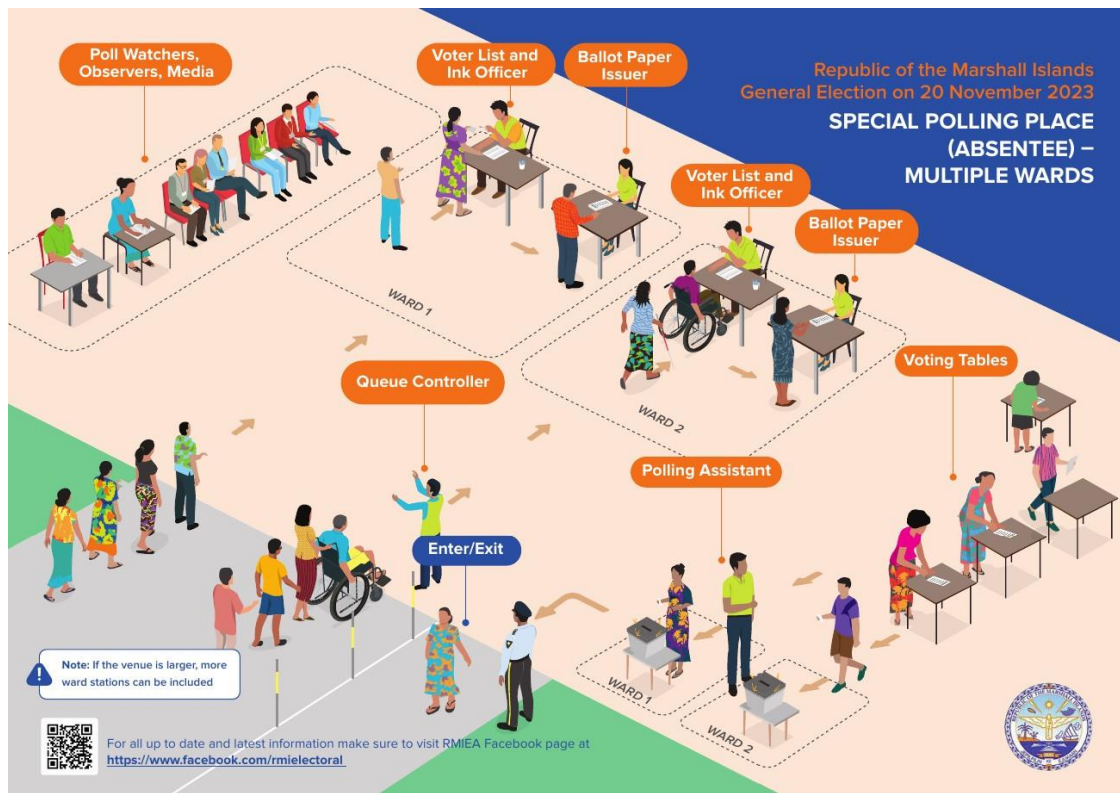 Poll Watchers,
Observers, Media
Voter List and
Ink Officer
Ballot Paper
Issuer
Republic of the Marshall Islands
General Election on 20 November 2023
SPECIAL POLLING PLACE
(ABSENTEE) –
MULTIPLE WARDS
Voter List and
Ink Officer
Ballot Paper
Issuer
WARD 1
Queue Controller
WARD 2
Voting Tables
Polling Assistant
Enter/Exit
WARD 1
WARD 2
Note: If the venue is larger, more
ward stations can be included
For all up to date and latest information make sure to visit RMIEA Facebook page at
https://www.facebook.com/rmielectoral